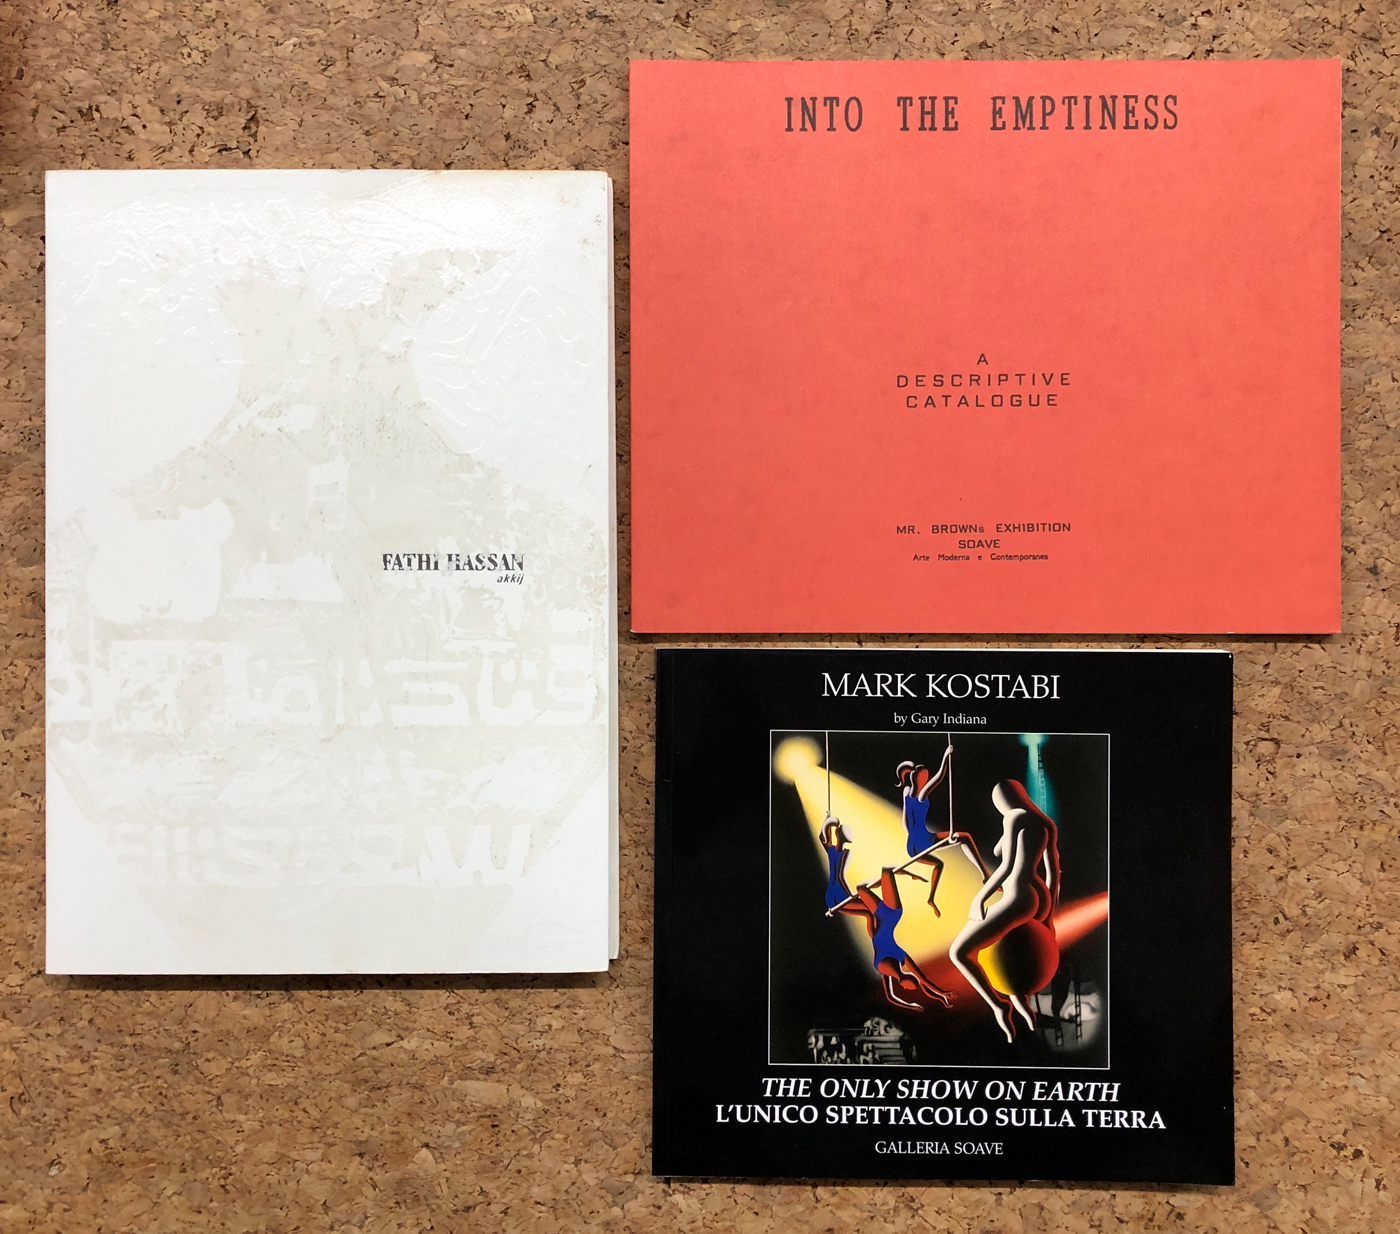 FATHI HASSAN
akkij
INTO THE EMPTINESS
A
DESCRIPTIVE
CATALOGUE
MR. BROWNs EXHIBITION
SOAVE
Arte Moderna e Contemporanea
MARK KOSTABI
by Gary Indiana
THE ONLY SHOW ON EARTH
L'UNICO SPETTACOLO SULLA TERRA
GALLERIA SOAVE